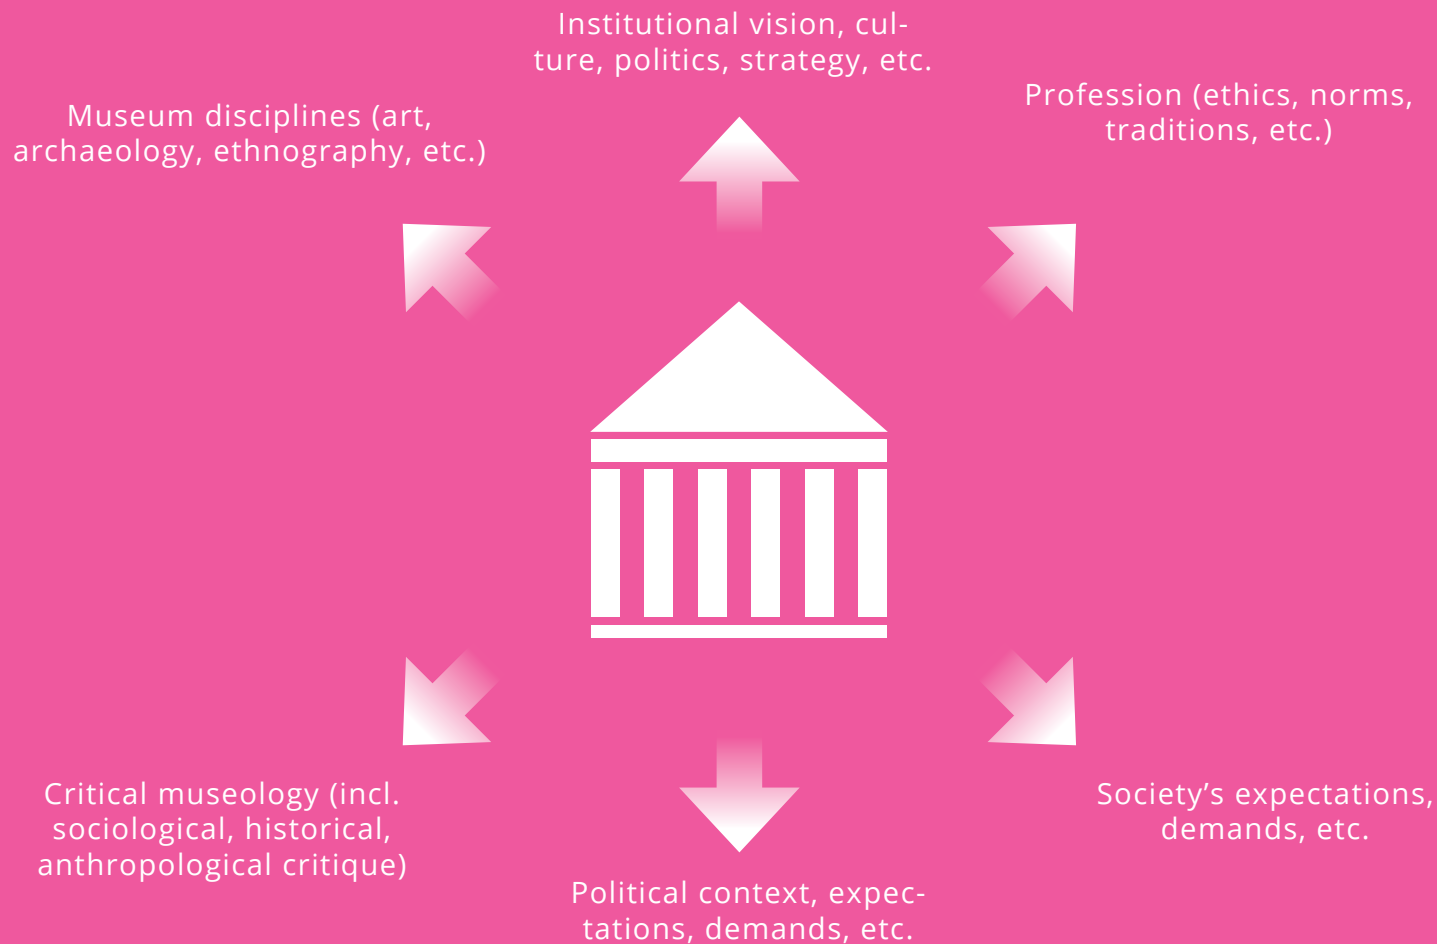 Institutional vision, cul-
ture, politics, strategy, etc.
Museum disciplines (art,
archaeology, ethnography, etc.)
Profession (ethics, norms,
traditions, etc.)
Critical museology (incl.
sociological, historical,
anthropological critique)
Society’s expectations,
demands, etc.
Political context, expec-
tations, demands, etc.